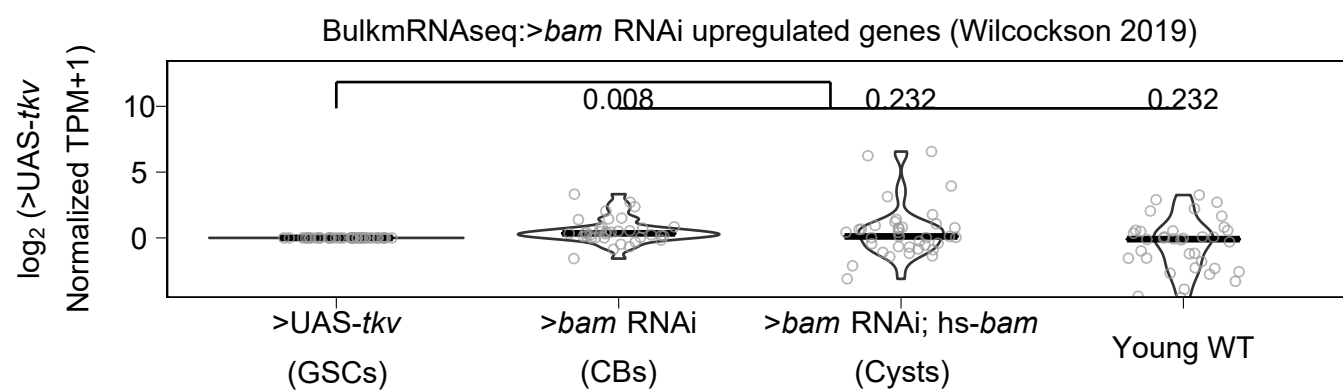 BulkmRNAseq:>bam RNAi upregulated genes (Wilcockson 2019)
log2 (>UAS-tkv
Normalized TPM+1)
10
5
0
0.008
0.232
0.232
>UAS-tkv
(GSCs)
>bam RNAi
(CBs)
>bam RNAi; hs-bam
(Cysts)
Young WT